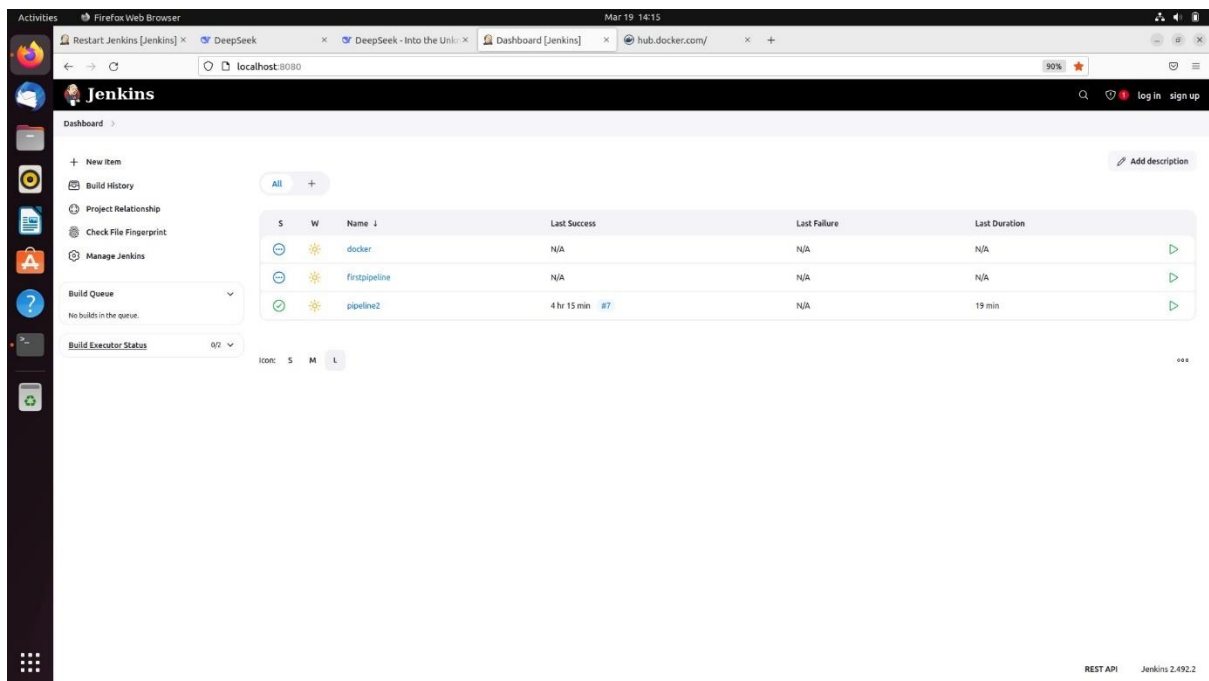 Activities Firefox Web Browser Mar 19 14:15
Restart Jenkins [Jenkins] DeepSeek DeepSeek - Into the Unkn Dashboard [Jenkins] hub.docker.com/
localhost:8080 90%
Jenkins 1 log in sign up
Dashboard
New Item Add description
Build History All +
Project Relationship
S W Name ↓ Last Success Last Failure Last Duration
Check File Fingerprint
docker N/A N/A N/A
Manage Jenkins
firstpipeline N/A N/A N/A
Build Queue
pipeline2 4 hr 15 min #7 N/A 19 min
No builds in the queue.
Build Executor Status 0/2
Icon: S M L
REST API Jenkins 2.492.2